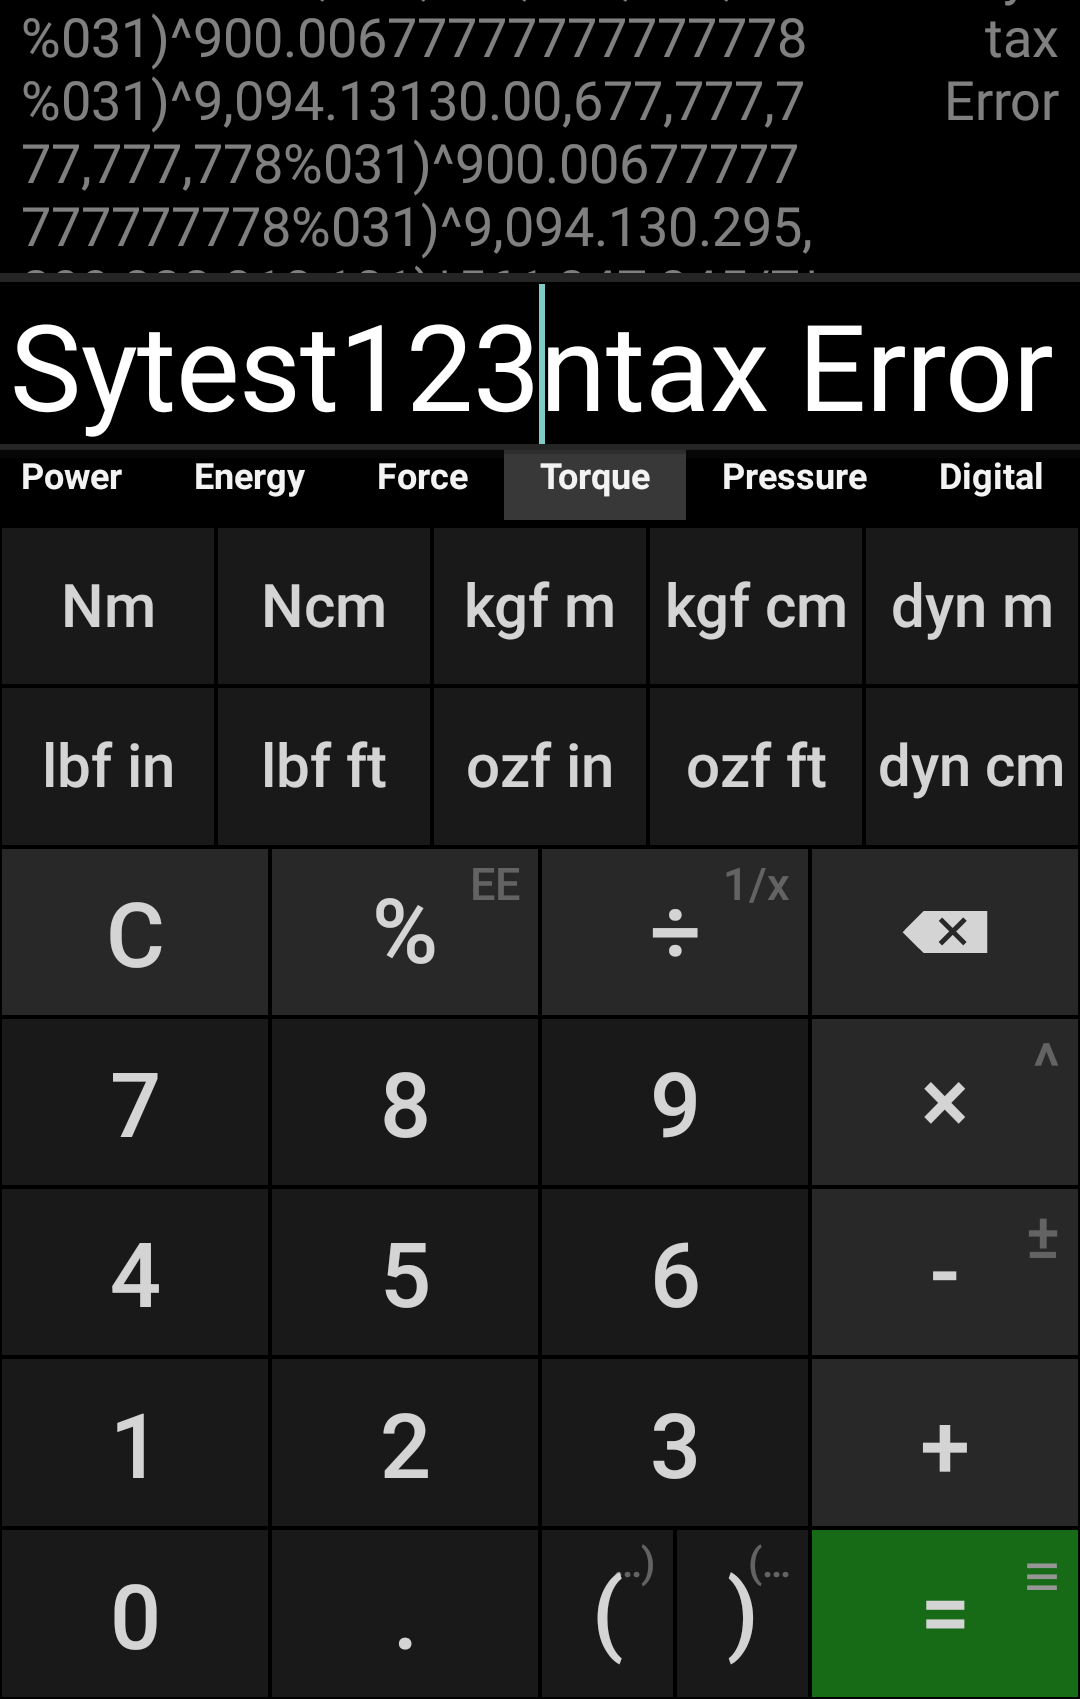 %031)^900.00677777777777778 tax
%031)^9,094.13130.00,677,777,7 Error
77,777,778%031)^900.00677777
777777778%031)^9,094.130.295,
Sytest123ntax Error
Power Energy Force Torque Pressure Digital
Nm Ncm kgf m kgf cm dyn m
lbf in lbf ft ozf in ozf ft dyn cm
C % EE ÷ 1/x
7 8 9 × ^
4 5 6 - ±
1 2 3 +
0 . ( ..) ) (... = ≡